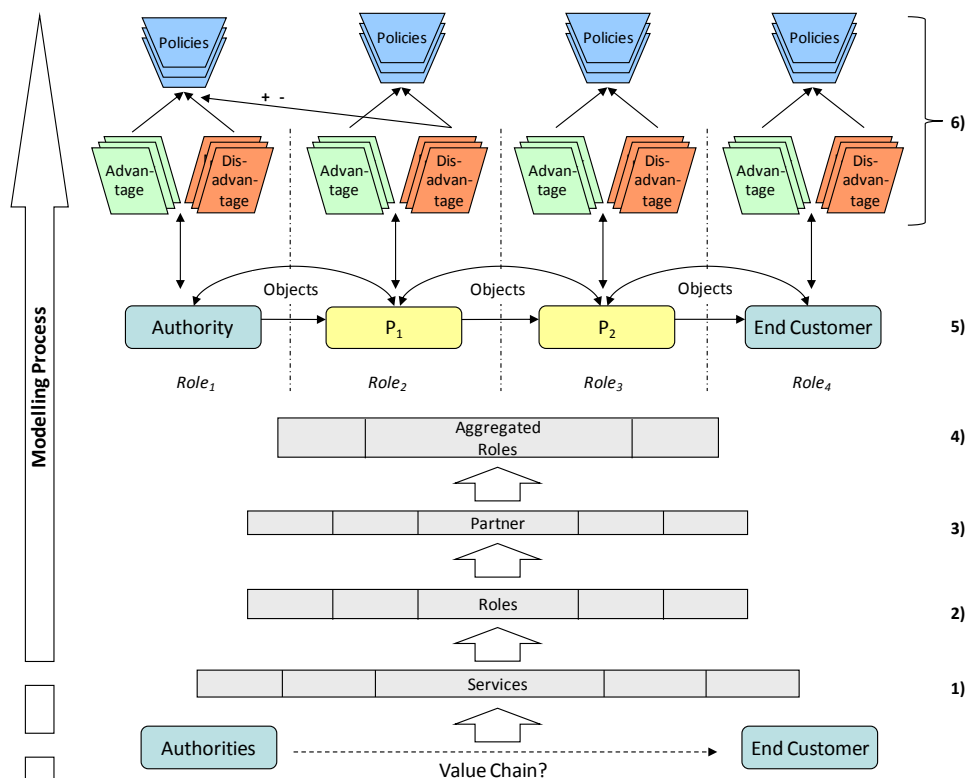 Policies Policies Policies Policies
+ -
6)
Advan-
tage
Dis-
advan-
tage
Advan-
tage
Dis-
advan-
tage
Advan-
tage
Dis-
advan-
tage
Advan-
tage
Dis-
advan-
tage
Objects Objects Objects
Authority P1 P2 End Customer 5)
Role1 Role2 Role3 Role4
Modelling Process
Aggregated
Roles
4)
Partner 3)
Roles 2)
Services 1)
Authorities End Customer
Value Chain?